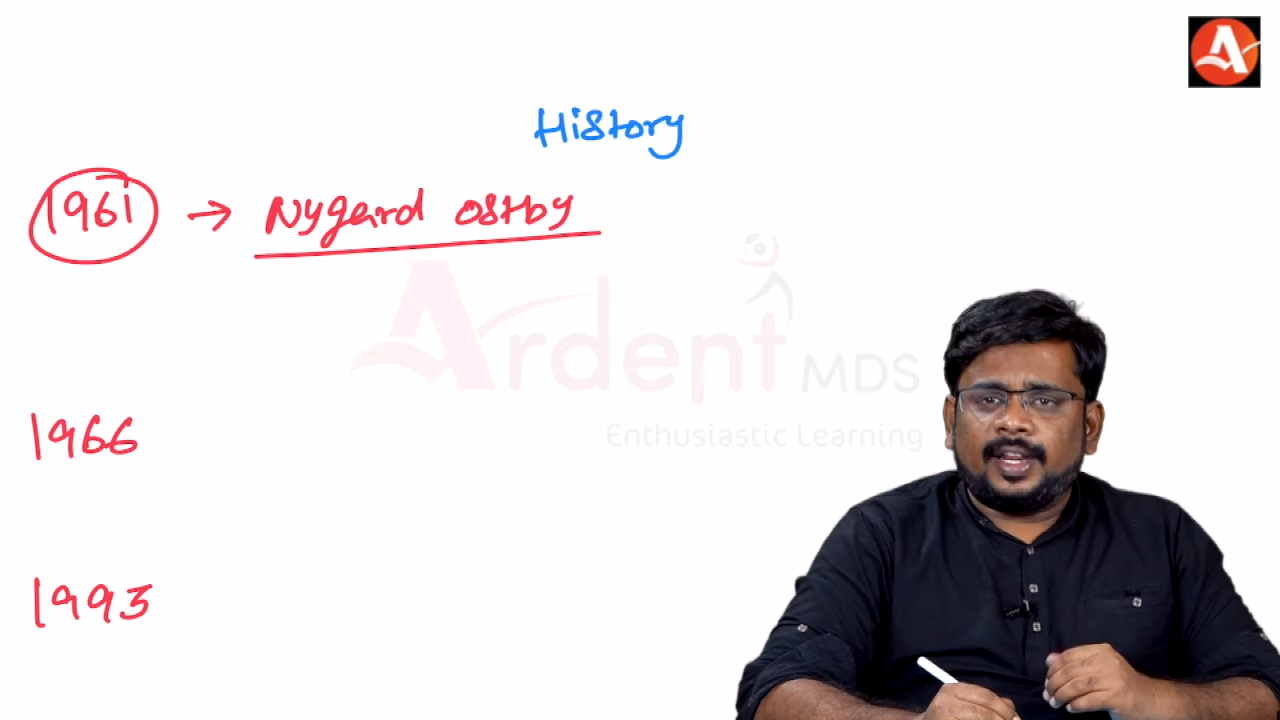 History
1961 → Nygard ostby
Ardent MDS
Enthusiastic Learning
1966
1993